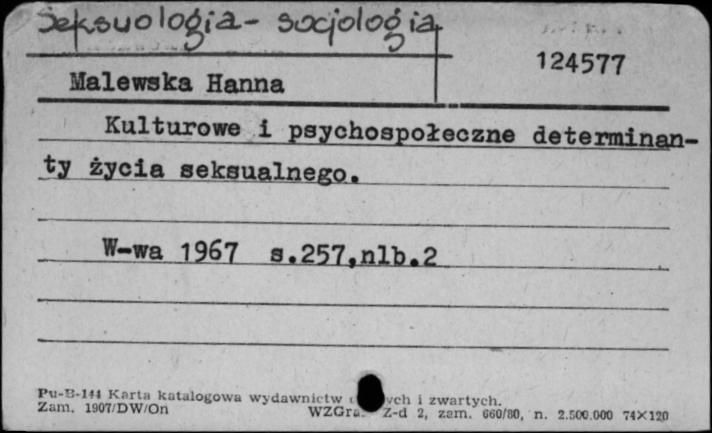 Seksuologia - socjologia
124577
Malewska Hanna
Kulturowe i psychospołeczne determinan-
ty życia seksualnego.
W-wa 1967 s.257,nlb.2
Pu-B-144 Karta katalogowa wydawnictw i zwartych.
Zam. 1907/DW/On WZGraf. Z-d 2, zam. 660/80, n. 2.500.000 74×120